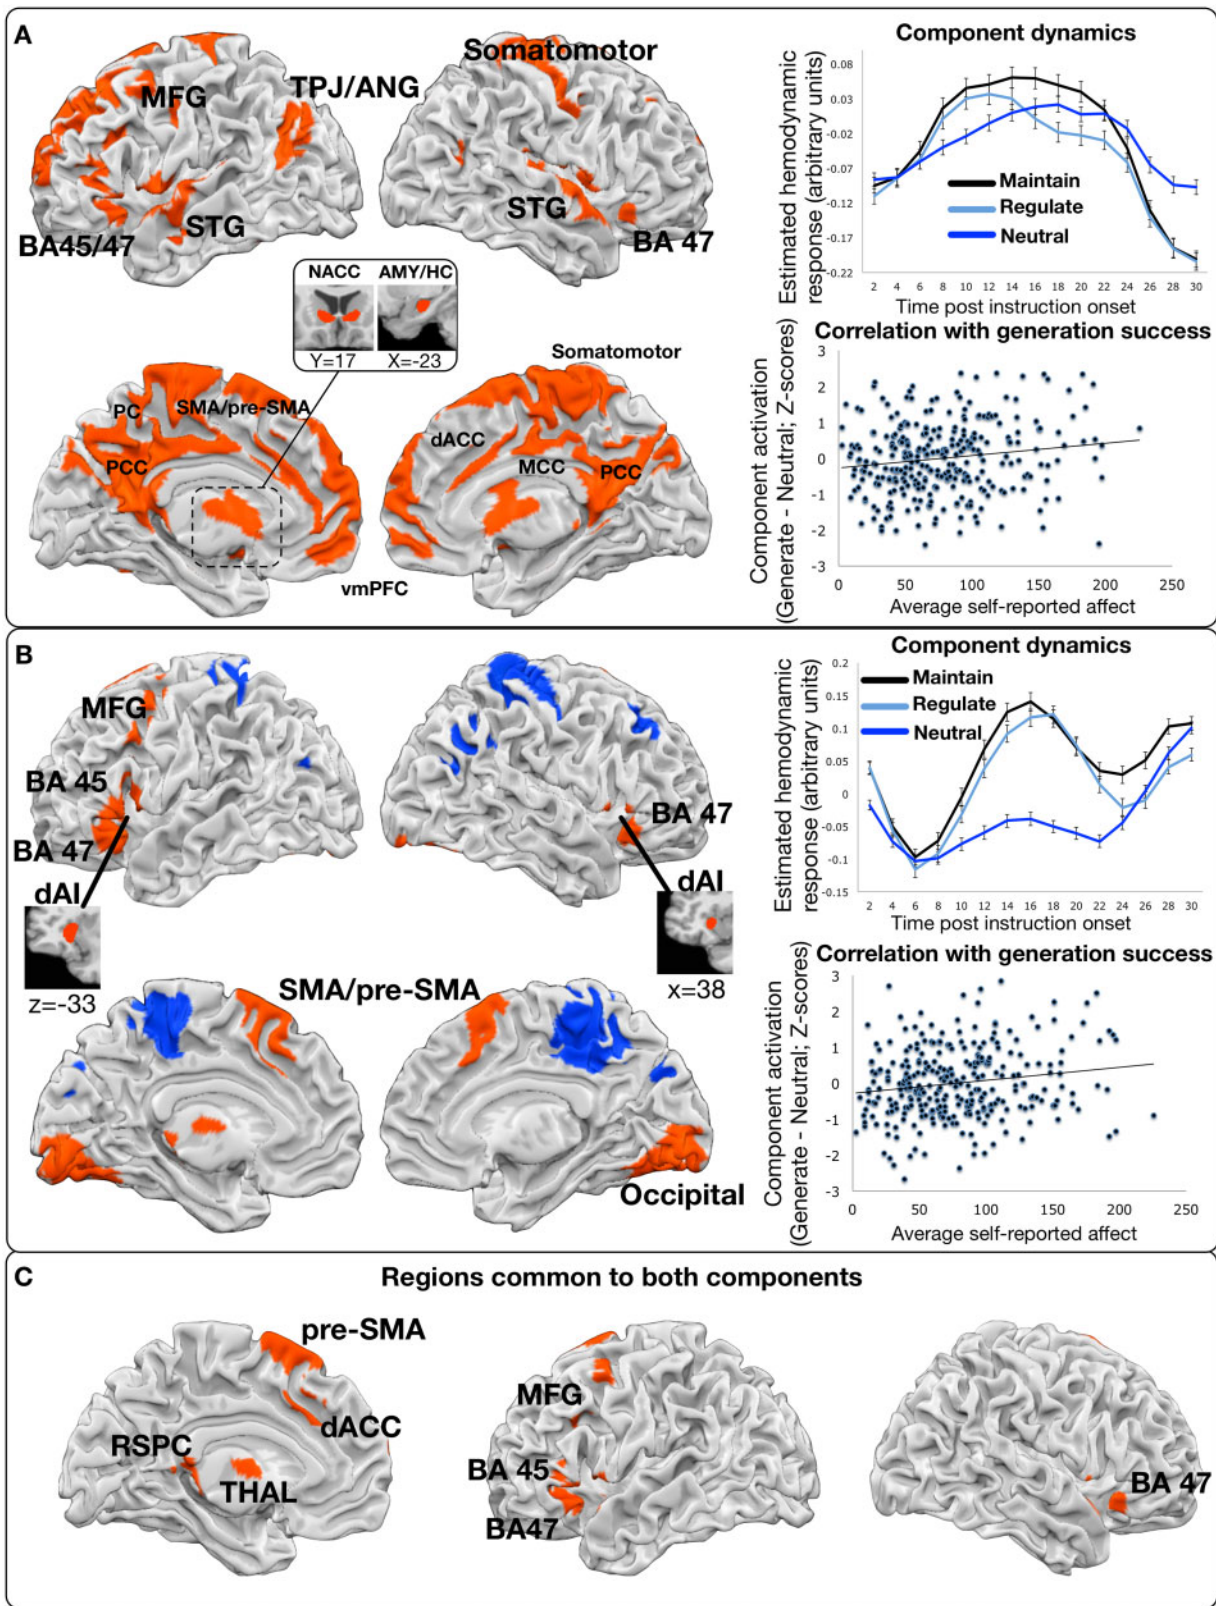 A
MFG
TPJ/ANG
BA45/47
STG
Somatomotor
STG
BA 47
NACC
AMY/HC
Y=17
X=-23
PC
SMA/pre-SMA
PCC
vmPFC
Somatomotor
dACC
MCC
PCC
Component dynamics
Estimated hemodynamic
response (arbitrary units)
0.08
0.03
-0.02
-0.07
-0.12
-0.17
-0.22
Maintain
Regulate
Neutral
2 4 6 8 10 12 14 16 18 20 22 24 26 28 30
Time post instruction onset
Correlation with generation success
Component activation
(Generate - Neutral; Z-scores)
3
2
1
0
-1
-2
-3
0 50 100 150 200 250
Average self-reported affect
B
MFG
BA 45
BA 47
dAI
z=-33
BA 47
dAI
x=38
SMA/pre-SMA
Occipital
Component dynamics
Estimated hemodynamic
response (arbitrary units)
0.2
0.15
0.1
0.05
0
-0.05
-0.1
-0.15
Maintain
Regulate
Neutral
2 4 6 8 10 12 14 16 18 20 22 24 26 28 30
Time post instruction onset
Correlation with generation success
Component activation
(Generate - Neutral; Z-scores)
3
2
1
0
-1
-2
-3
0 50 100 150 200 250
Average self-reported affect
C
Regions common to both components
pre-SMA
dACC
RSPC
THAL
MFG
BA 45
BA47
BA 47